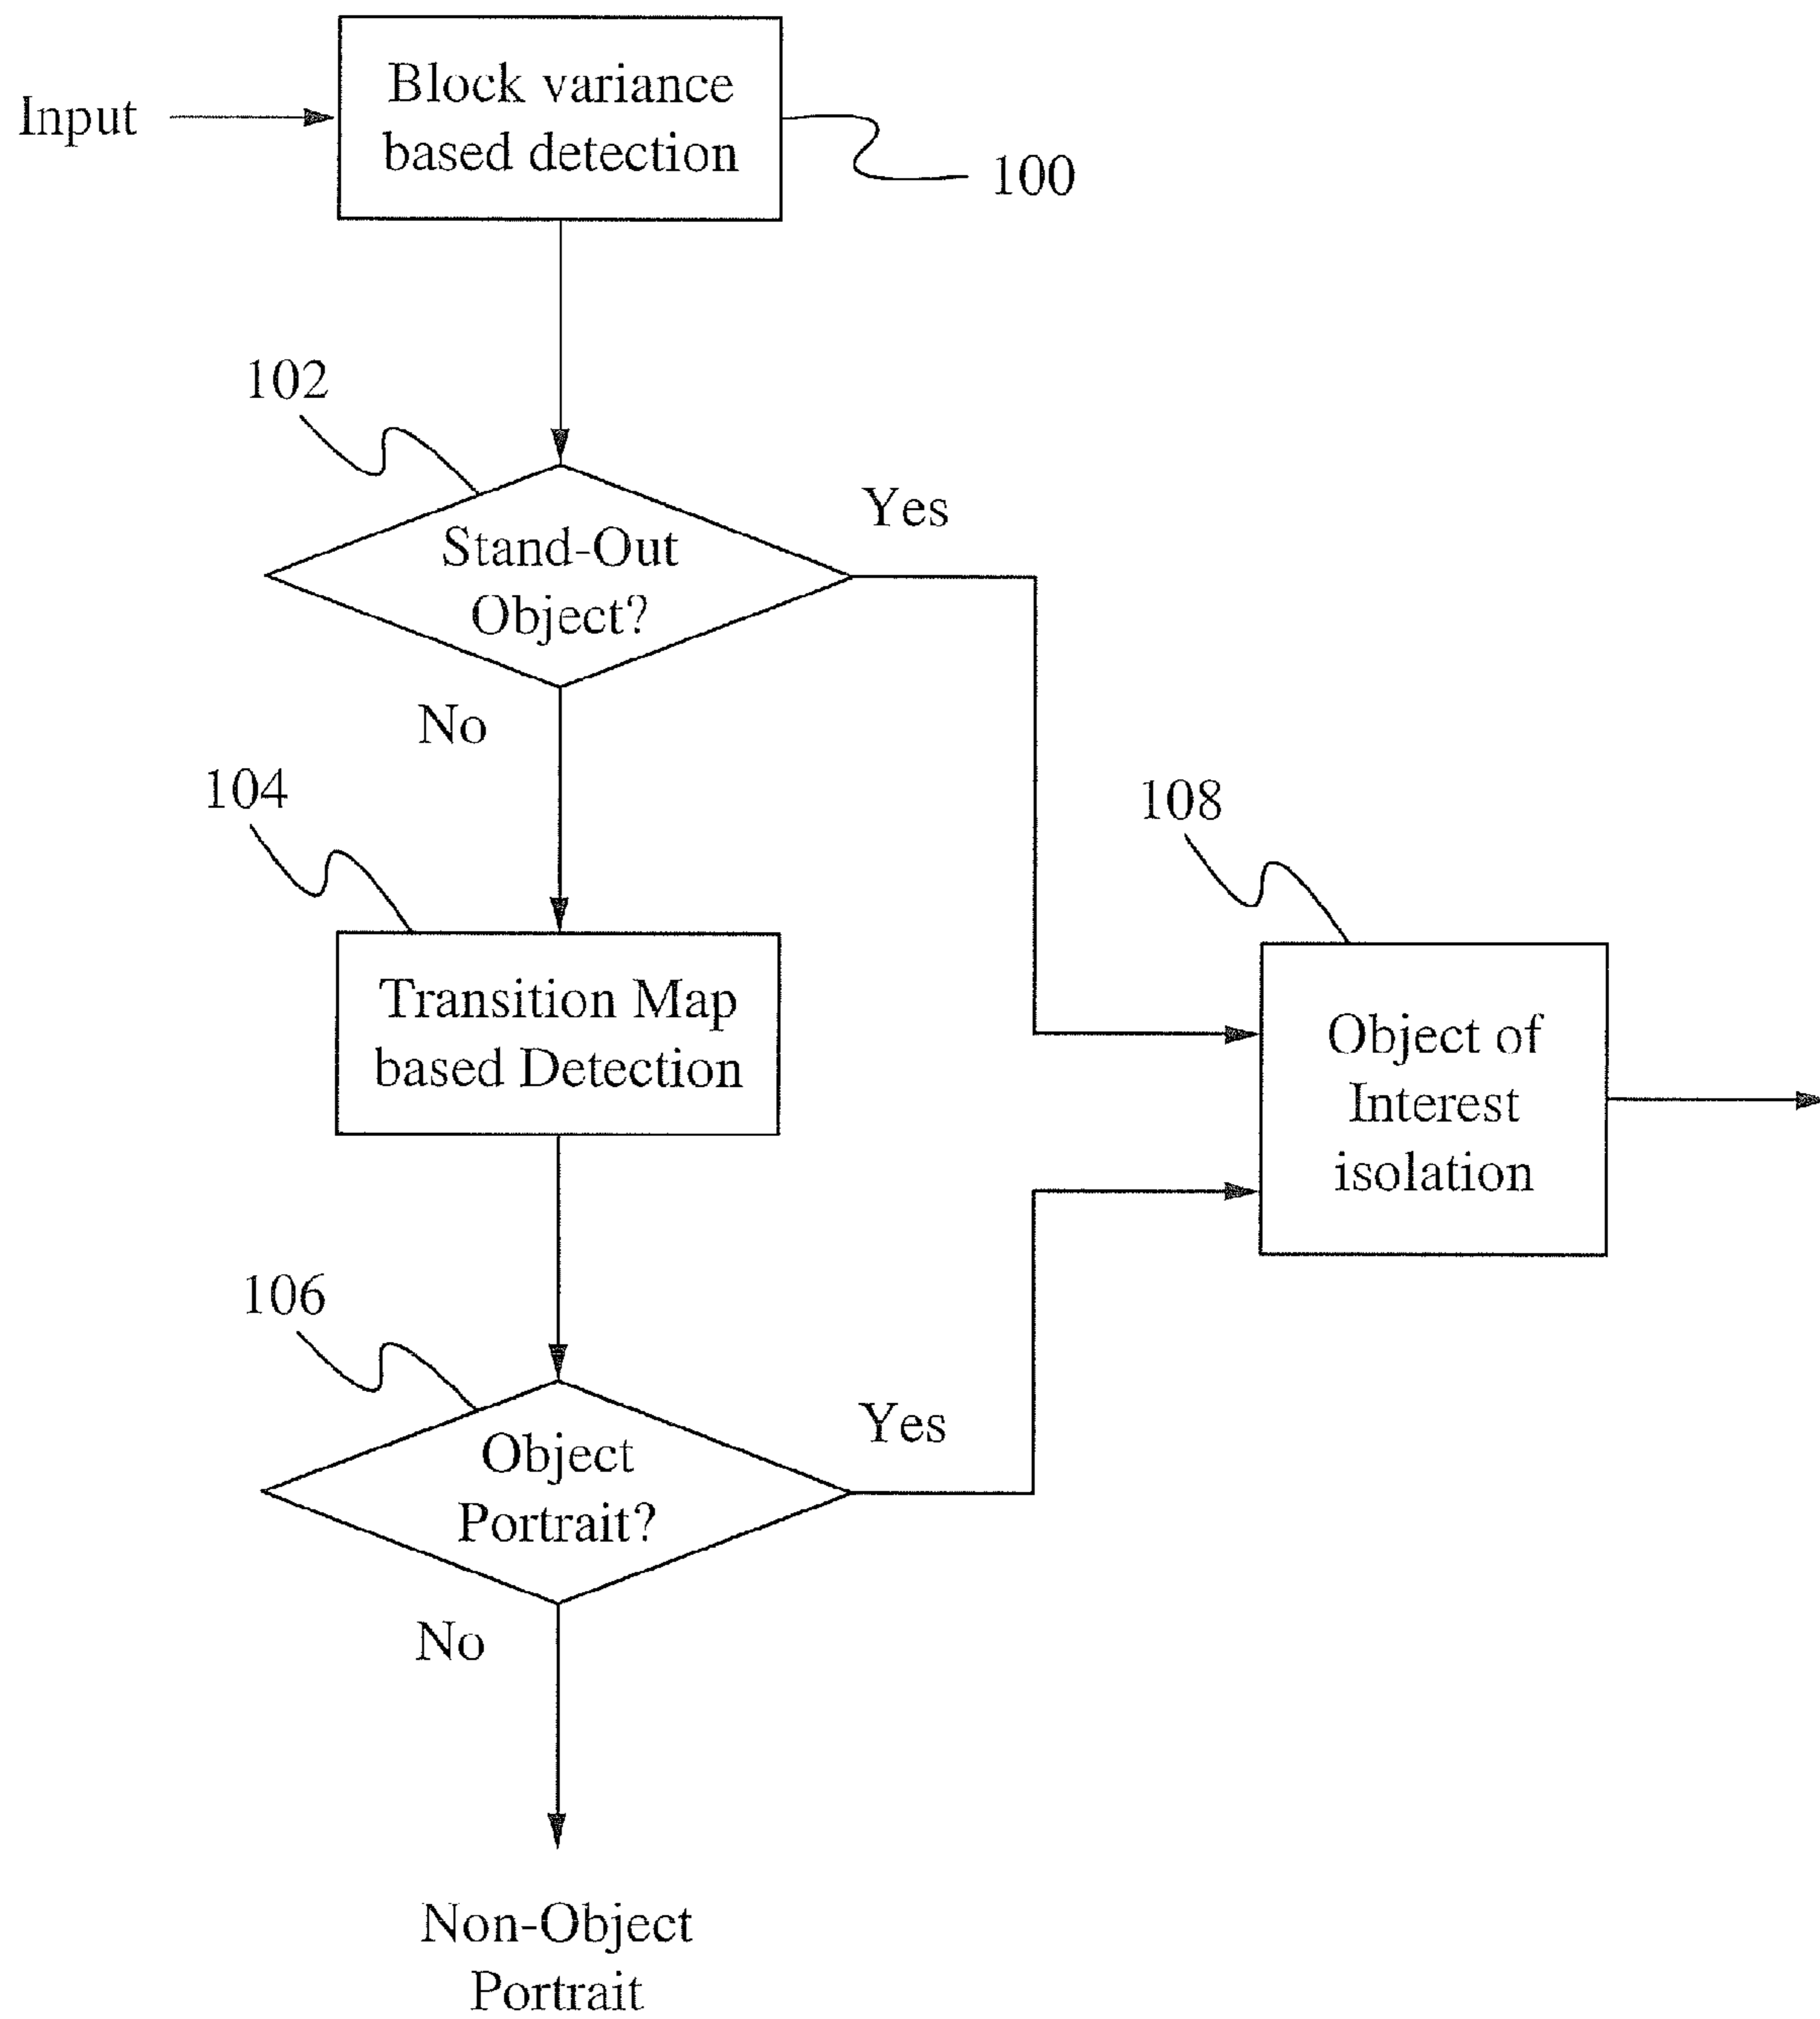 Input
Block variance
based detection
100
102
Stand-Out
Object?
Yes
No
104
Transition Map
based Detection
108
Object of
Interest
isolation
106
Object
Portrait?
Yes
No
Non-Object
Portrait